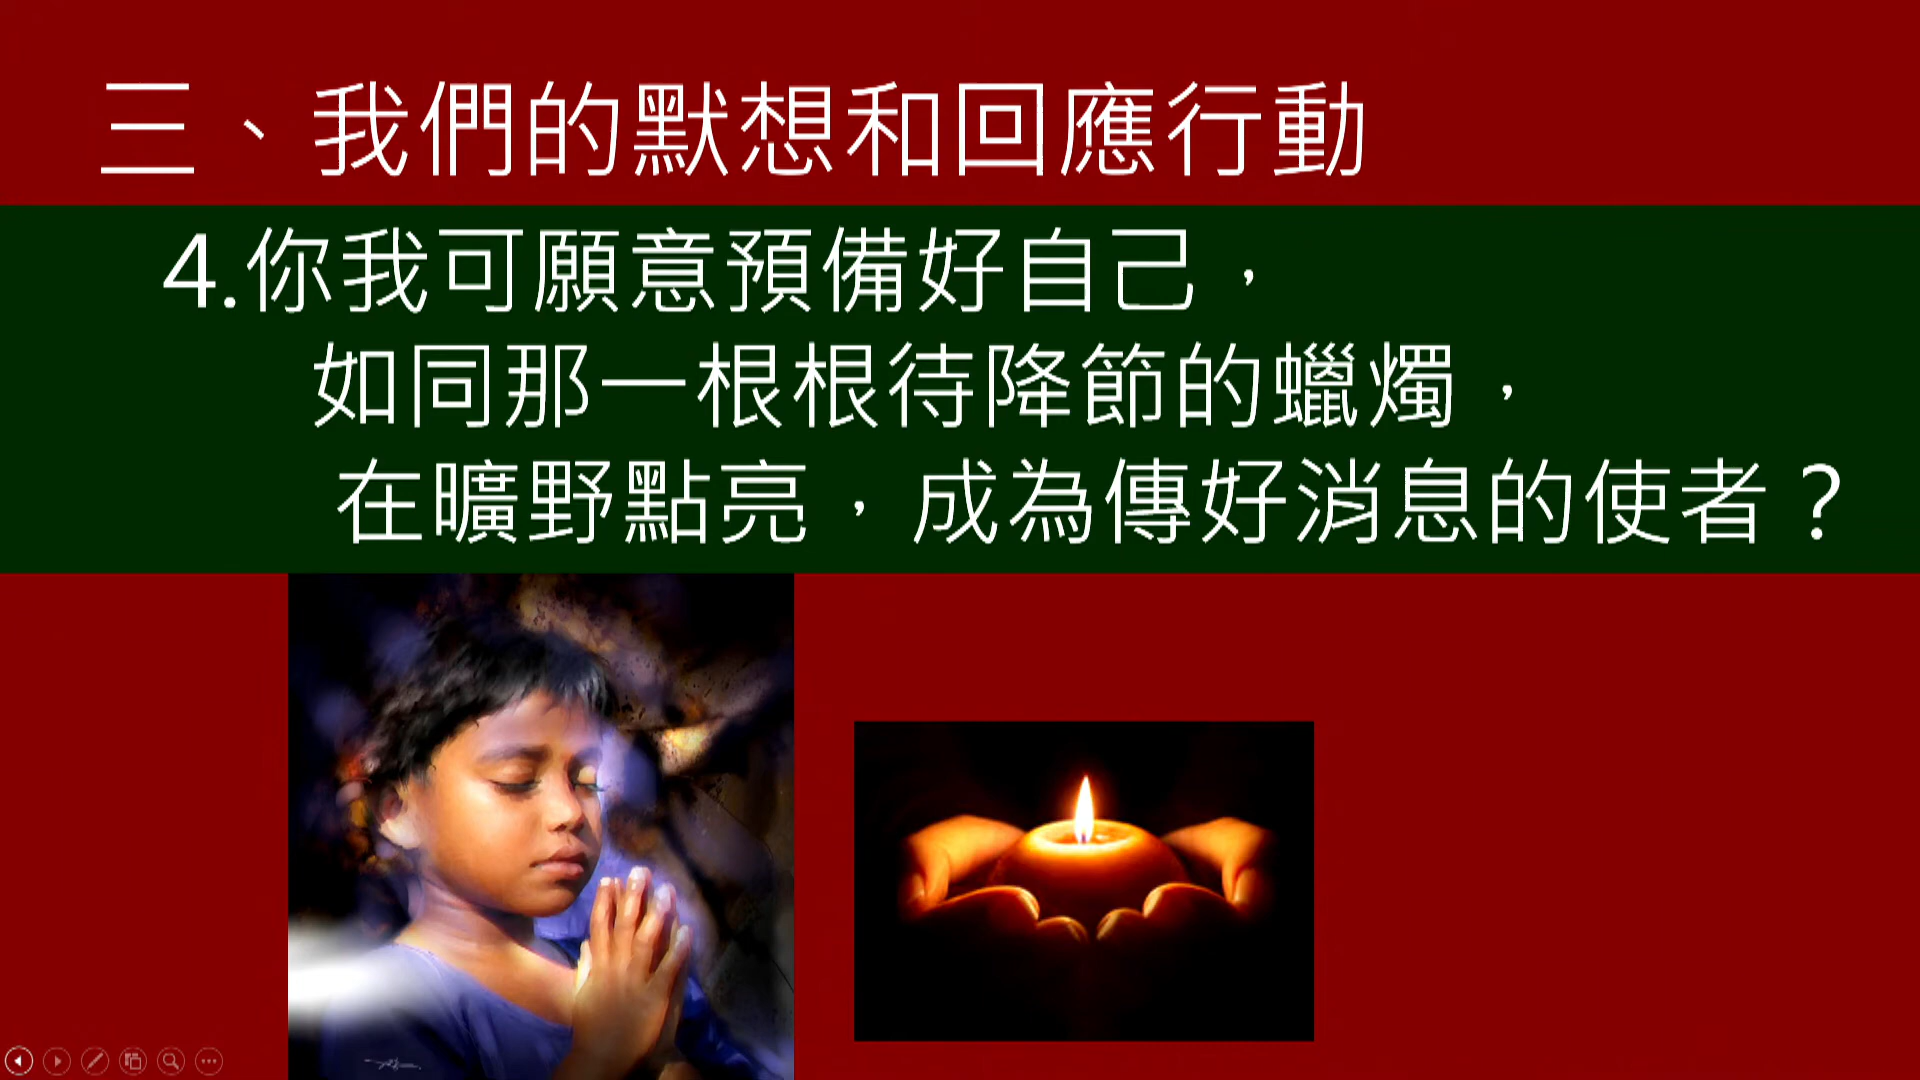 三、我們的默想和回應行動
4.你我可願意預備好自己，
如同那一根根待降節的蠟燭，
在曠野點亮，成為傳好消息的使者？